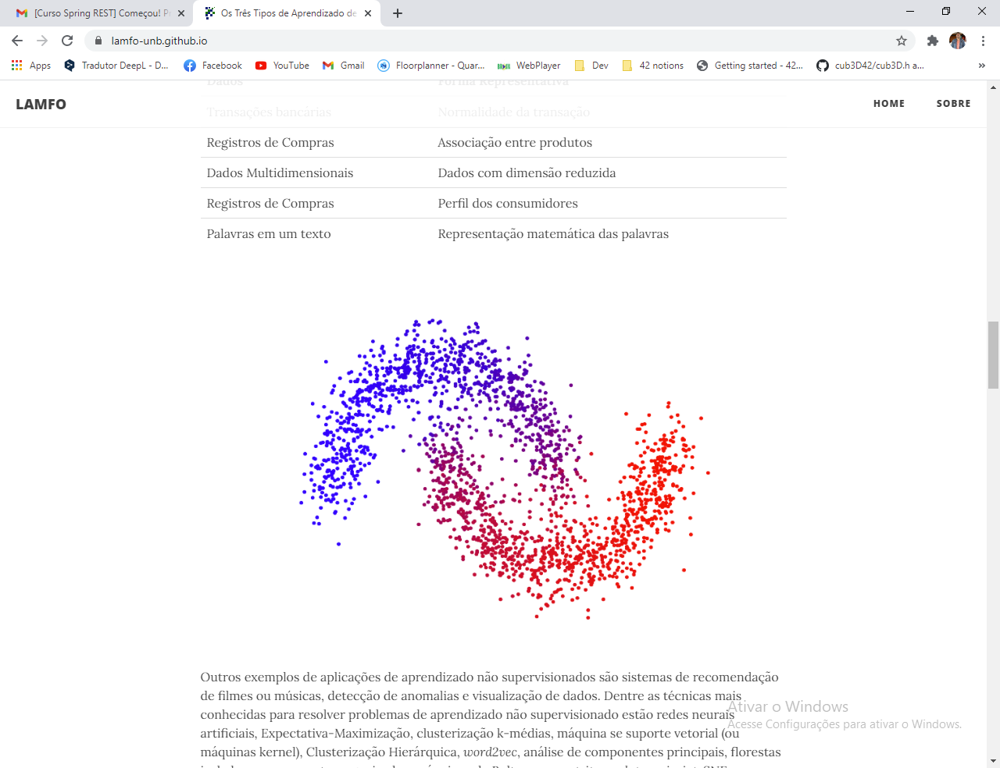 [Curso Spring REST] Começou! P
Os Três Tipos de Aprendizado de
lamfo-unb.github.io
Apps
Tradutor DeepL - D...
Facebook
YouTube
Gmail
Floorplanner - Quar...
WebPlayer
Dev
42 notions
Getting started - 42...
cub3D42/cub3D.h a...
»
Dados Forma Representativa
LAMFO
HOME
SOBRE
Transações bancárias Normalidade da transação
Registros de Compras Associação entre produtos
Dados Multidimensionais Dados com dimensão reduzida
Registros de Compras Perfil dos consumidores
Palavras em um texto Representação matemática das palavras
Outros exemplos de aplicações de aprendizado não supervisionados são sistemas de recomendação
de filmes ou músicas, detecção de anomalias e visualização de dados. Dentre as técnicas mais
conhecidas para resolver problemas de aprendizado não supervisionado estão redes neurais
artificiais, Expectativa-Maximização, clusterização k-médias, máquina se suporte vetorial (ou
máquinas kernel), Clusterização Hierárquica, word2vec, análise de componentes principais, florestas
Ativar o Windows
Acesse Configurações para ativar o Windows.